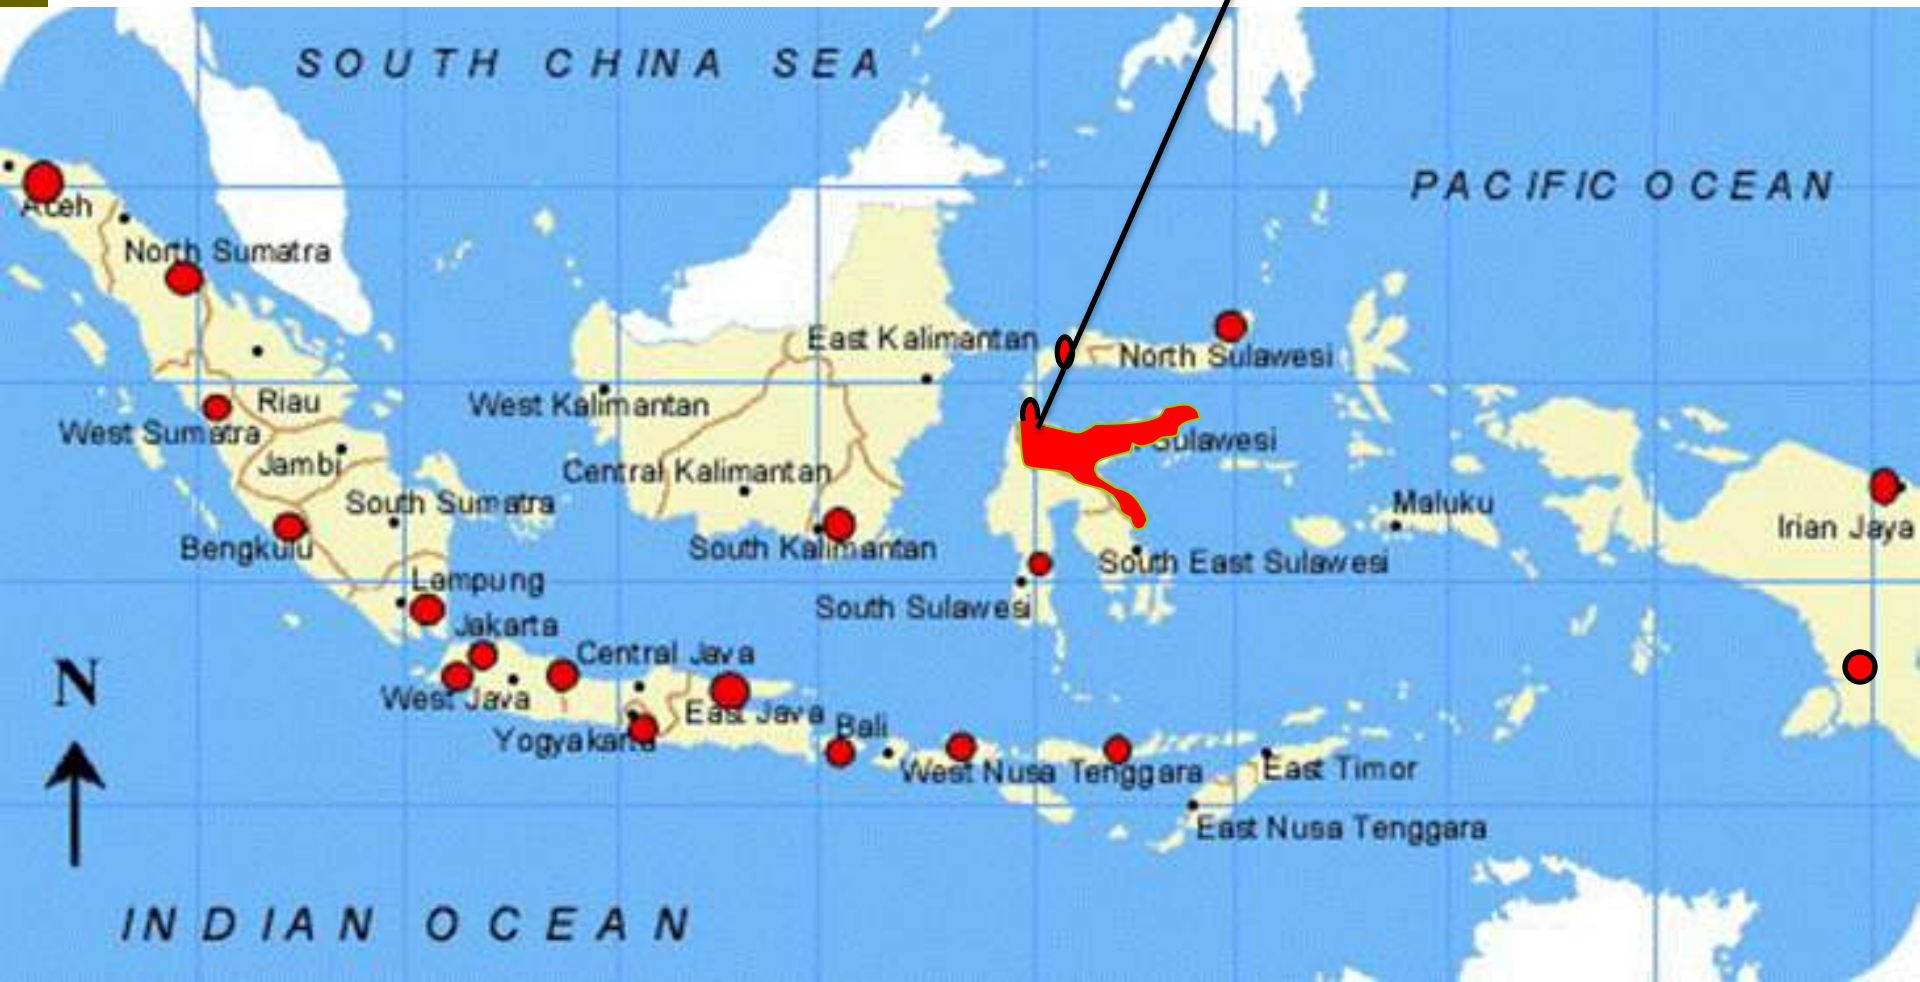 SOUTH CHINA SEA
PACIFIC OCEAN
Aceh
North Sumatra
East Kalimantan
North Sulawesi
Riau
West Kalimantan
West Sumatra
Sulawesi
Jambi
Central Kalimantan
South Sumatra
Maluku
Irian Jaya
Bengkulu
South Kalimantan
South East Sulawesi
Lampung
South Sulawesi
Jakarta
Central Java
N
West Java
East Java
Bali
Yogyakarta
West Nusa Tenggara
East Timor
East Nusa Tenggara
INDIAN OCEAN